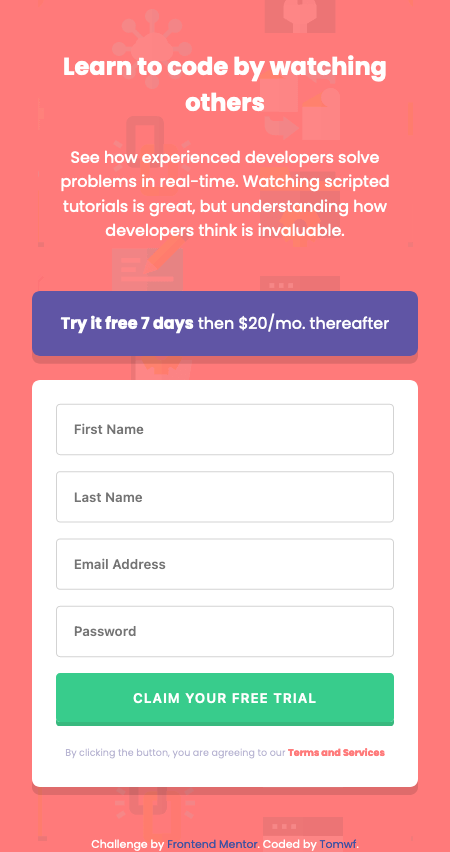 Learn to code by watching
others
See how experienced developers solve
problems in real-time. Watching scripted
tutorials is great, but understanding how
developers think is invaluable.
Try it free 7 days then $20/mo. thereafter
First Name
Last Name
Email Address
Password
CLAIM YOUR FREE TRIAL
By clicking the button, you are agreeing to our Terms and Services
Challenge by Frontend Mentor. Coded by Tomwf.